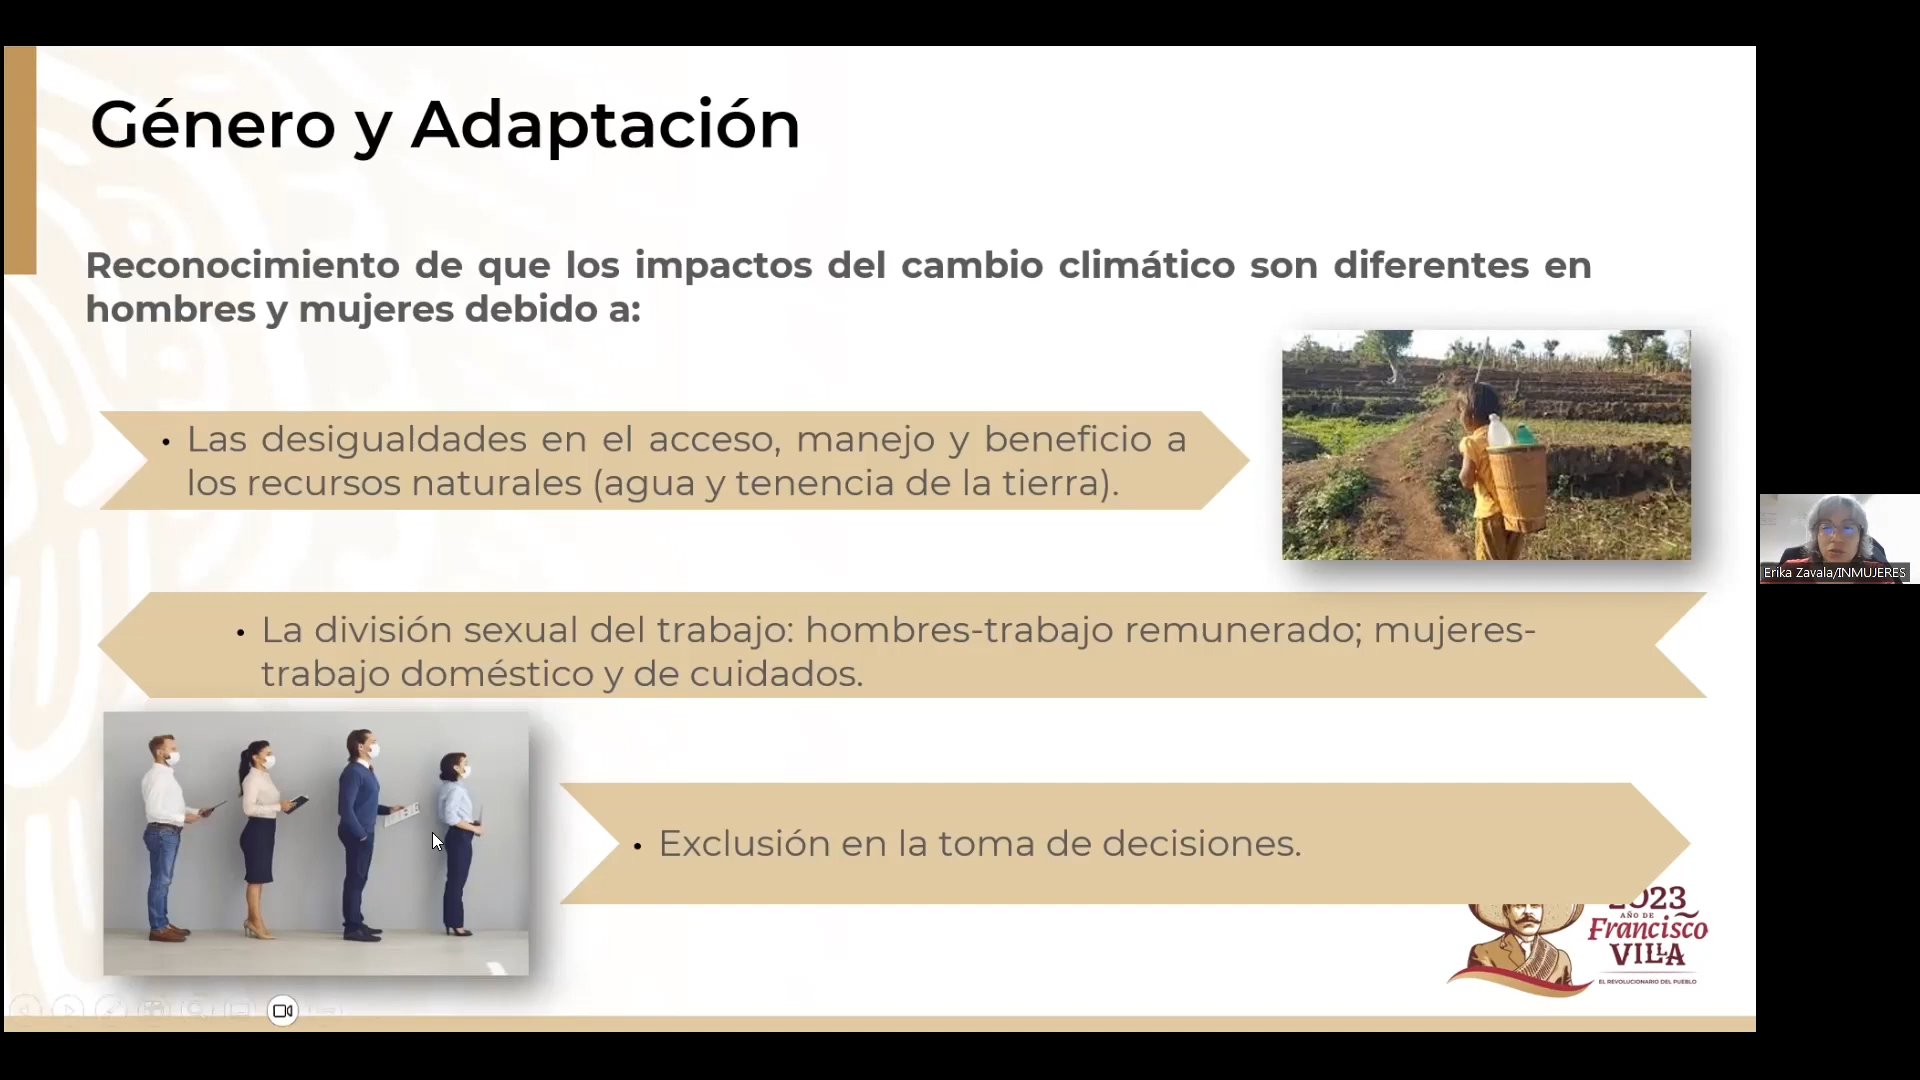 Género y Adaptación
Reconocimiento de que los impactos del cambio climático son diferentes en
hombres y mujeres debido a:
• Las desigualdades en el acceso, manejo y beneficio a
los recursos naturales (agua y tenencia de la tierra).
• La división sexual del trabajo: hombres-trabajo remunerado; mujeres-
trabajo doméstico y de cuidados.
• Exclusión en la toma de decisiones.
2023
AÑO DE
Francisco
VILLA
EL REVOLUCIONARIO DEL PUEBLO
Erika Zavala/INMUJERES